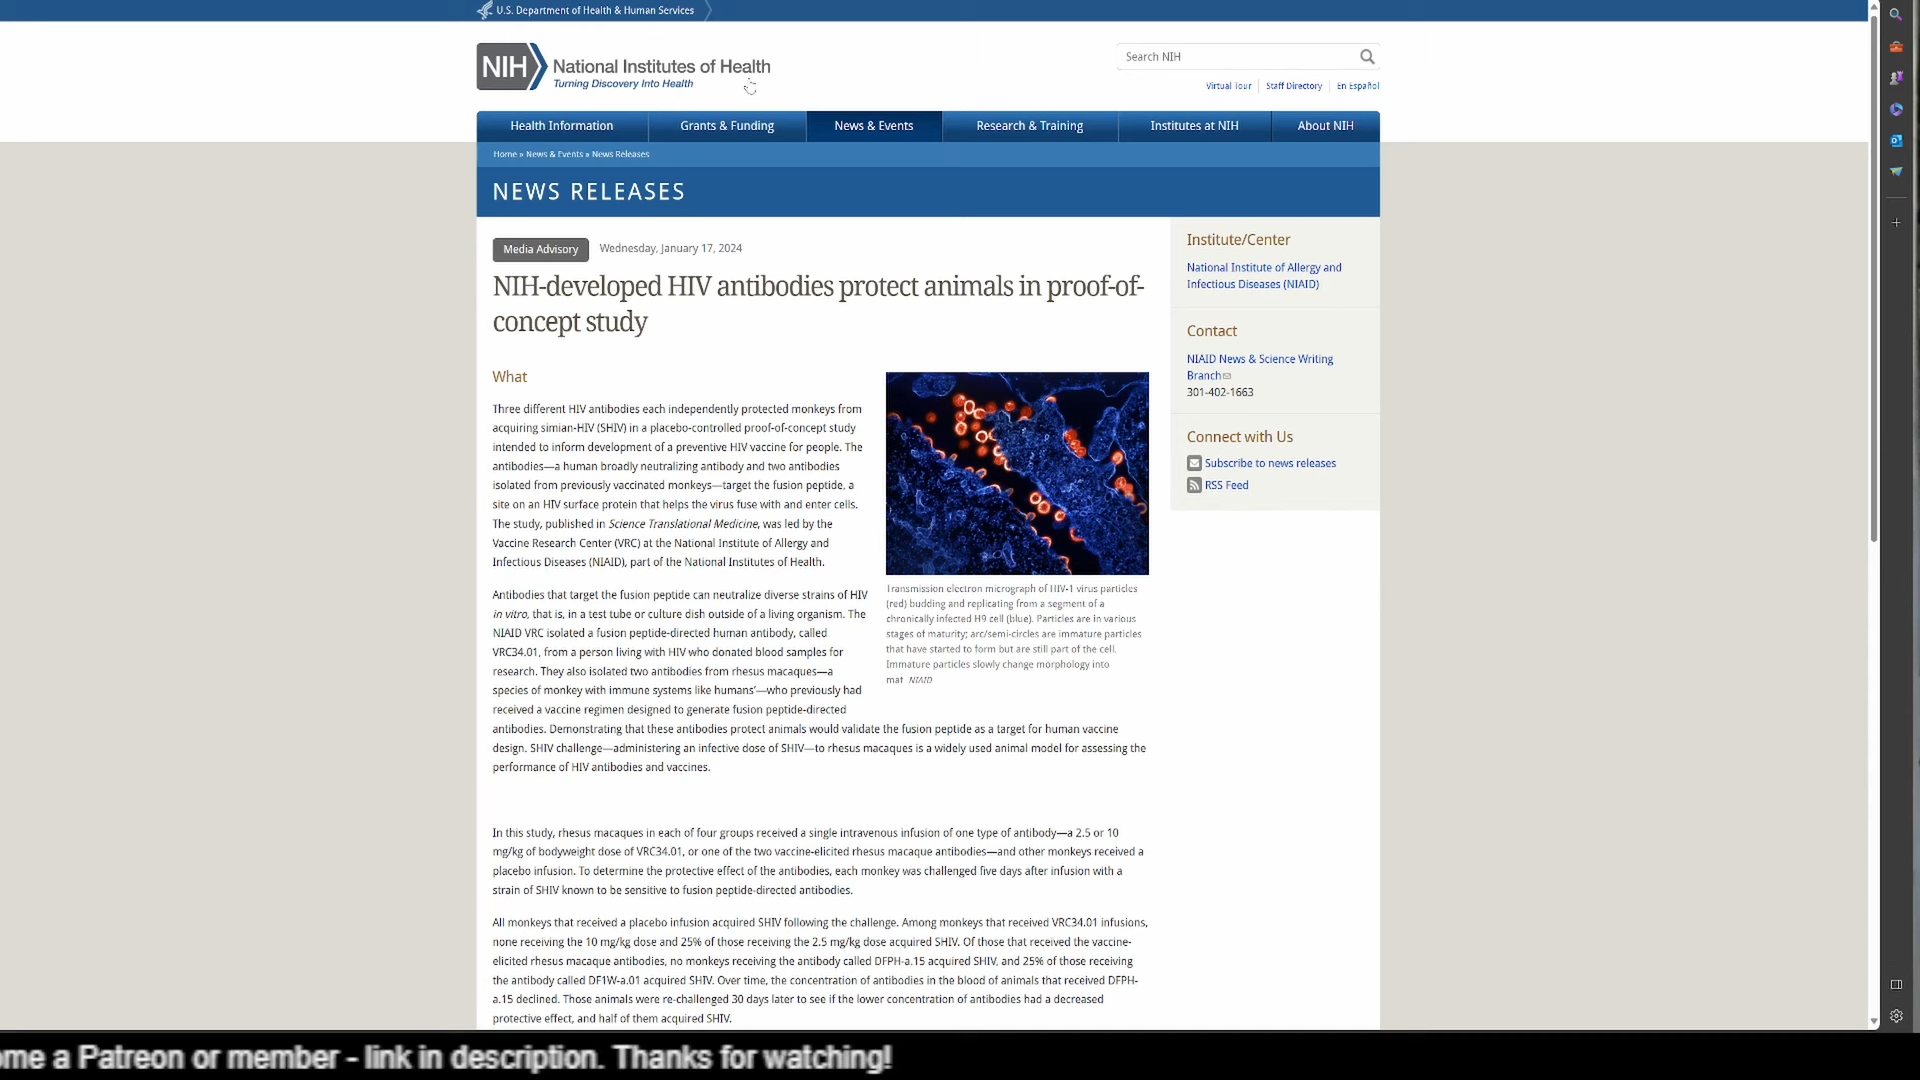 U.S. Department of Health & Human Services
NIH
National Institutes of Health
Turning Discovery Into Health
Search NIH
Virtual Tour
Staff Directory
En Español
Health Information
Grants & Funding
News & Events
Research & Training
Institutes at NIH
About NIH
Home » News & Events » News Releases
NEWS RELEASES
Media Advisory
Wednesday, January 17, 2024
NIH-developed HIV antibodies protect animals in proof-of-
concept study
What
Three different HIV antibodies each independently protected monkeys from
acquiring simian-HIV (SHIV) in a placebo-controlled proof-of-concept study
intended to inform development of a preventive HIV vaccine for people. The
antibodies—a human broadly neutralizing antibody and two antibodies
isolated from previously vaccinated monkeys—target the fusion peptide, a
site on an HIV surface protein that helps the virus fuse with and enter cells.
The study, published in Science Translational Medicine, was led by the
Vaccine Research Center (VRC) at the National Institute of Allergy and
Infectious Diseases (NIAID), part of the National Institutes of Health.
Antibodies that target the fusion peptide can neutralize diverse strains of HIV
in vitro, that is, in a test tube or culture dish outside of a living organism. The
NIAID VRC isolated a fusion peptide-directed human antibody, called
VRC34.01, from a person living with HIV who donated blood samples for
research. They also isolated two antibodies from rhesus macaques—a
species of monkey with immune systems like humans’—who previously had
received a vaccine regimen designed to generate fusion peptide-directed
antibodies. Demonstrating that these antibodies protect animals would validate the fusion peptide as a target for human vaccine
design. SHIV challenge—administering an infective dose of SHIV—to rhesus macaques is a widely used animal model for assessing the
performance of HIV antibodies and vaccines.
Transmission electron micrograph of HIV-1 virus particles
(red) budding and replicating from a segment of a
chronically infected H9 cell (blue). Particles are in various
stages of maturity; arc/semi-circles are immature particles
that have started to form but are still part of the cell.
Immature particles slowly change morphology into
mat NIAID
In this study, rhesus macaques in each of four groups received a single intravenous infusion of one type of antibody—a 2.5 or 10
mg/kg of bodyweight dose of VRC34.01, or one of the two vaccine-elicited rhesus macaque antibodies—and other monkeys received a
placebo infusion. To determine the protective effect of the antibodies, each monkey was challenged five days after infusion with a
strain of SHIV known to be sensitive to fusion peptide-directed antibodies.
All monkeys that received a placebo infusion acquired SHIV following the challenge. Among monkeys that received VRC34.01 infusions,
none receiving the 10 mg/kg dose and 25% of those receiving the 2.5 mg/kg dose acquired SHIV. Of those that received the vaccine-
elicited rhesus macaque antibodies, no monkeys receiving the antibody called DFPH-a.15 acquired SHIV, and 25% of those receiving
the antibody called DF1W-a.01 acquired SHIV. Over time, the concentration of antibodies in the blood of animals that received DFPH-
a.15 declined. Those animals were re-challenged 30 days later to see if the lower concentration of antibodies had a decreased
protective effect, and half of them acquired SHIV.
Institute/Center
National Institute of Allergy and
Infectious Diseases (NIAID)
Contact
NIAID News & Science Writing
Branch
301-402-1663
Connect with Us
Subscribe to news releases
RSS Feed
ome a Patreon or member - link in description. Thanks for watching!